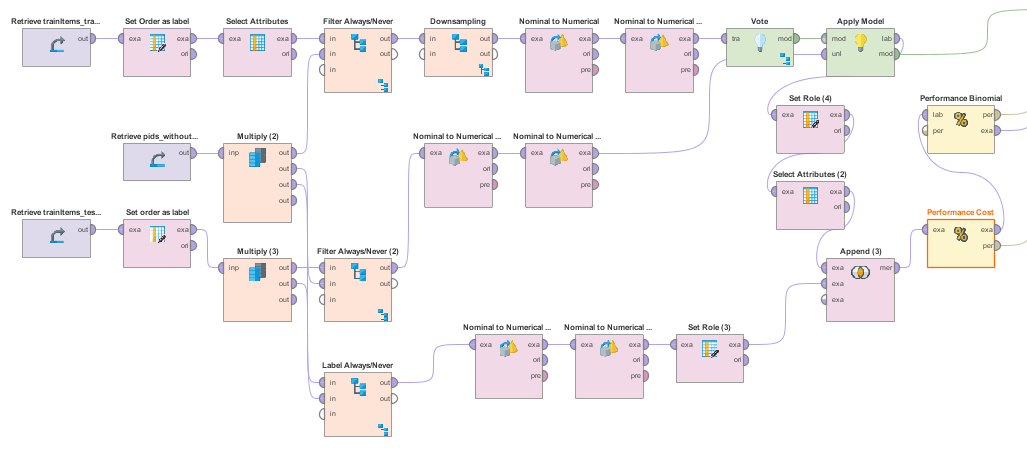 Retrieve trainItems_tra...
Set Order as label
Select Attributes
Filter Always/Never
Downsampling
Nominal to Numerical
Nominal to Numerical ...
Vote
Apply Model
out
exa exa
ori
exa exa
ori
in out
in out
in
in out
in out
exa exa
ori
pre
exa exa
ori
pre
tra mod
mod lab
unl mod
Set Role (4)
exa exa
ori
Performance Binomial
lab per
per exa
Retrieve pids_without...
out
Multiply (2)
inp out
out
out
out
Nominal to Numerical ...
exa exa
ori
pre
Nominal to Numerical ...
exa exa
ori
pre
Select Attributes (2)
exa exa
ori
Retrieve trainItems_tes...
out
Set order as label
exa exa
ori
Performance Cost
exa exa
per
Multiply (3)
inp out
out
out
Filter Always/Never (2)
in out
in out
in
Append (3)
exa mer
exa
exa
Nominal to Numerical ...
exa exa
ori
pre
Nominal to Numerical ...
exa exa
ori
pre
Set Role (3)
exa exa
ori
Label Always/Never
in out
in out
in